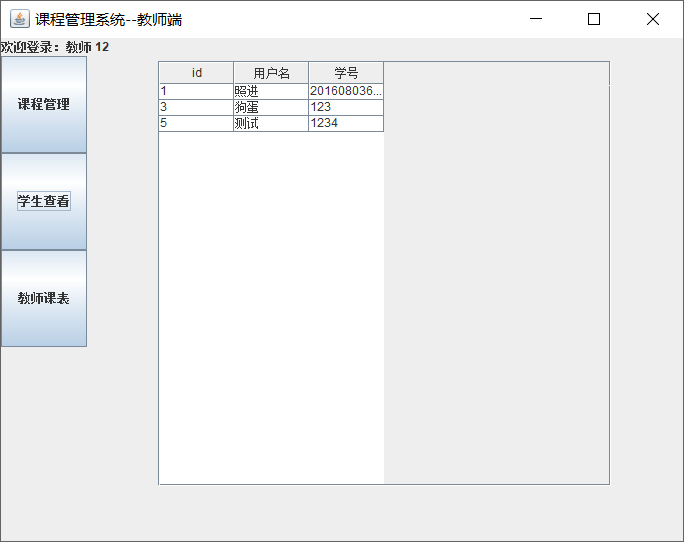 课程管理系统--教师端
欢迎登录：教师 12
课程管理
学生查看
教师课表
id 用户名 学号
1 照进 201608036...
3 狗蛋 123
5 测试 1234